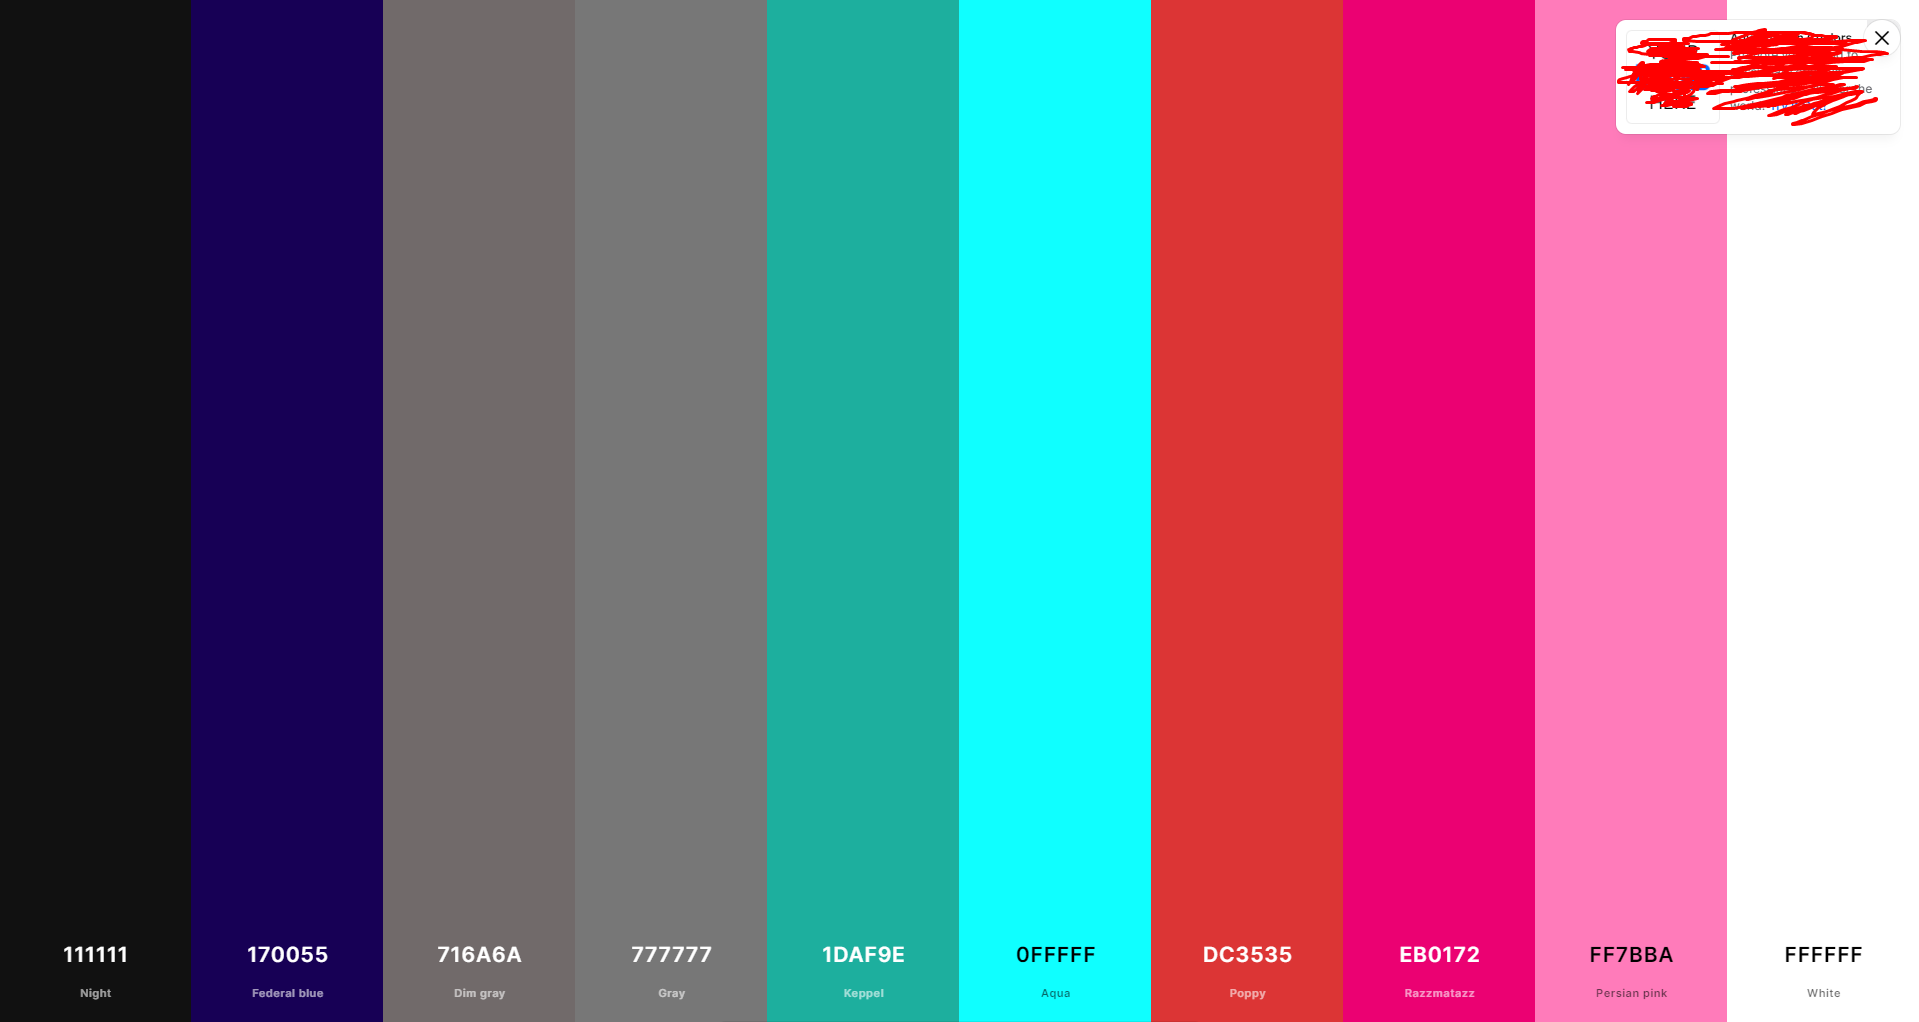 he
111111
170055
716A6A
777777
1DAF9E
0FFFFF
DC3535
EB0172
FF7BBA
FFFFFF
Night
Federal blue
Dim gray
Gray
Keppel
Aqua
Poppy
Razzmatazz
Persian pink
White